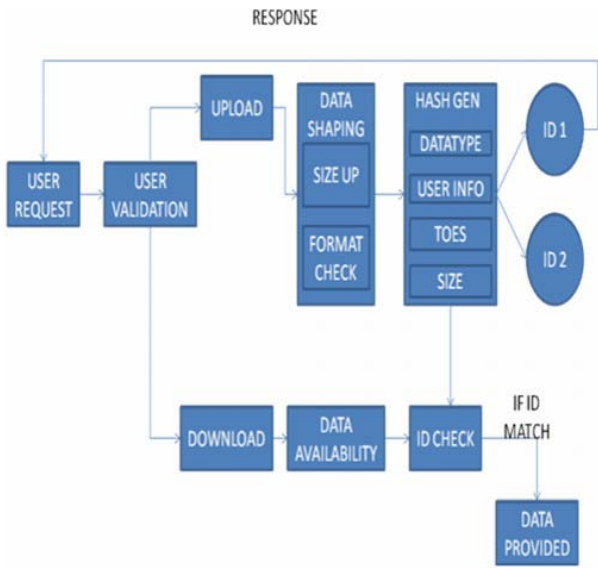 RESPONSE
UPLOAD
DATA
SHAPING
SIZE UP
FORMAT
CHECK
HASH GEN
DATATYPE
USER INFO
TOES
SIZE
ID 1
ID 2
USER
REQUEST
USER
VALIDATION
DOWNLOAD
DATA
AVAILABILITY
ID CHECK
IF ID
MATCH
DATA
PROVIDED